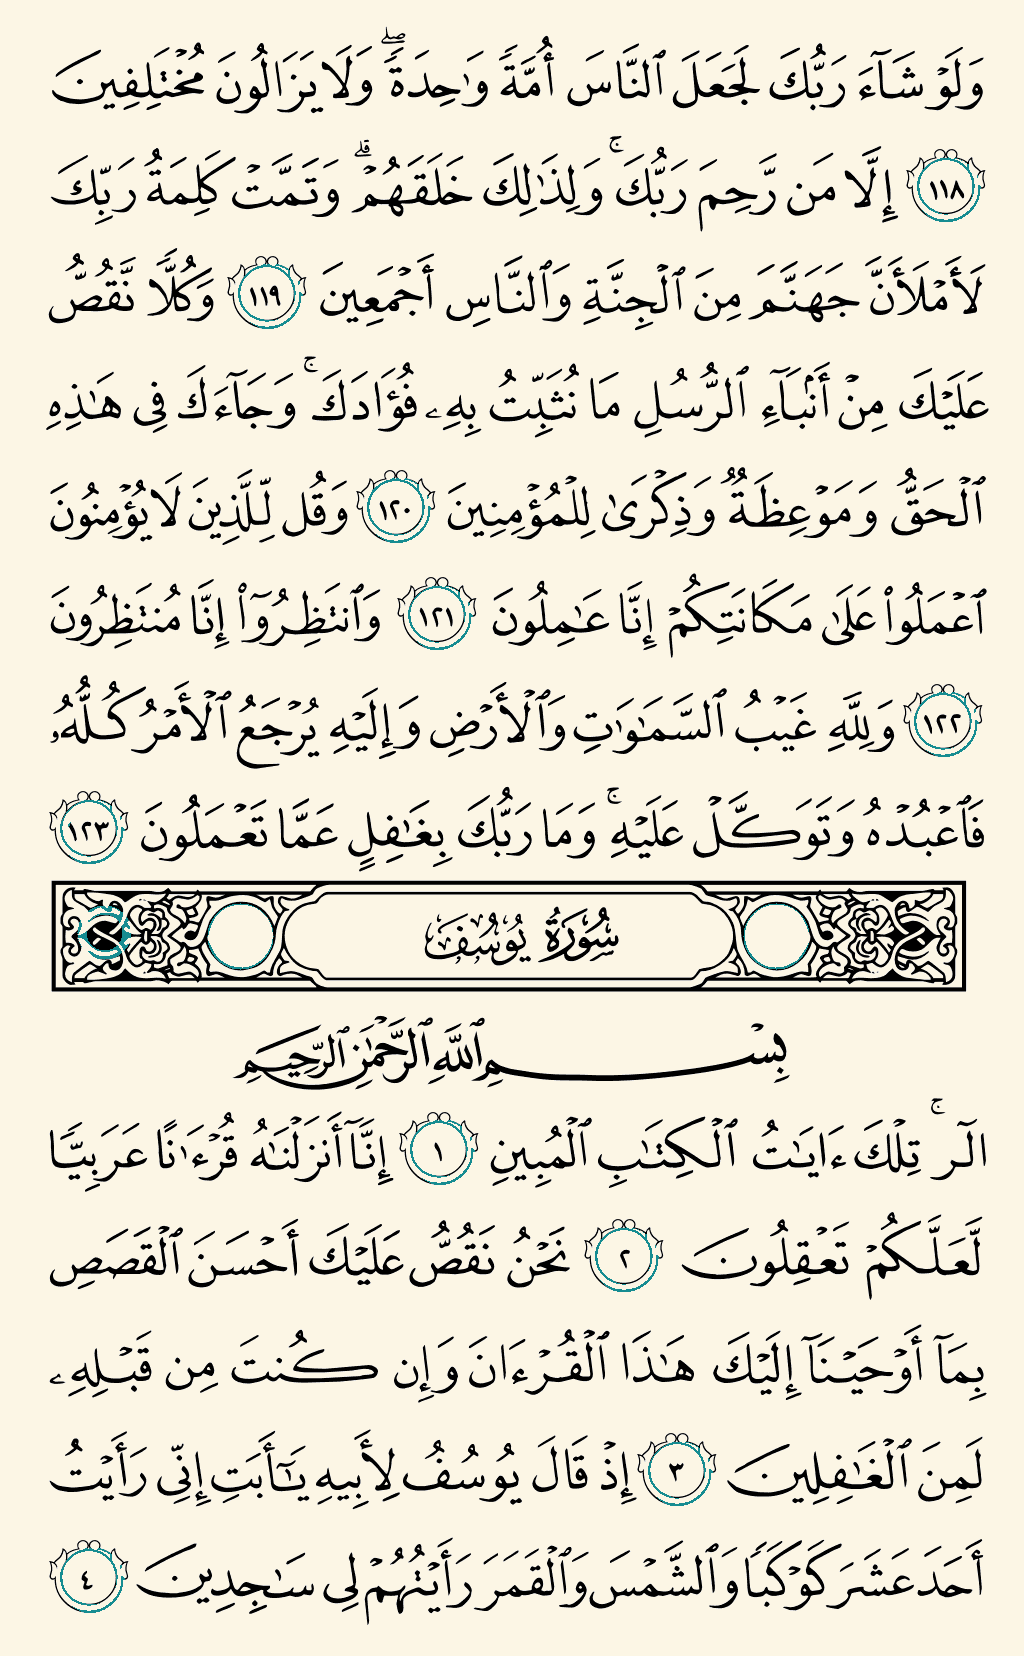 وَلَوْ شَآءَ رَبُّكَ لَجَعَلَ ٱلنَّاسَ أُمَّةًۭ وَٰحِدَةًۭ ۖ وَلَا يَزَالُونَ مُخْتَلِفِينَ
١١٨ إِلَّا مَن رَّحِمَ رَبُّكَ ۚ وَلِذَٰلِكَ خَلَقَهُمْ ۗ وَتَمَّتْ كَلِمَةُ رَبِّكَ
لَأَمْلَأَنَّ جَهَنَّمَ مِنَ ٱلْجِنَّةِ وَٱلنَّاسِ أَجْمَعِينَ ١١٩ وَكُلًّۭا نَّقُصُّ
عَلَيْكَ مِنْ أَنۢبَآءِ ٱلرُّسُلِ مَا نُثَبِّتُ بِهِۦ فُؤَادَكَ ۚ وَجَآءَكَ فِى هَٰذِهِ
ٱلْحَقُّ وَمَوْعِظَةٌۭ وَذِكْرَىٰ لِلْمُؤْمِنِينَ ١٢٠ وَقُل لِّلَّذِينَ لَا يُؤْمِنُونَ
ٱعْمَلُوا۟ عَلَىٰ مَكَانَتِكُمْ إِنَّا عَٰمِلُونَ ١٢١ وَٱنتَظِرُوٓا۟ إِنَّا مُنتَظِرُونَ
١٢٢ وَلِلَّهِ غَيْبُ ٱلسَّمَٰوَٰتِ وَٱلْأَرْضِ وَإِلَيْهِ يُرْجَعُ ٱلْأَمْرُ كُلُّهُۥ
فَٱعْبُدْهُ وَتَوَكَّلْ عَلَيْهِ ۚ وَمَا رَبُّكَ بِغَٰفِلٍ عَمَّا تَعْمَلُونَ ١٢٣
سُورَةُ يُوسُفَ
بِسْمِ ٱللَّهِ ٱلرَّحْمَٰنِ ٱلرَّحِيمِ
الٓر ۚ تِلْكَ ءَايَٰتُ ٱلْكِتَٰبِ ٱلْمُبِينِ ١ إِنَّآ أَنزَلْنَٰهُ قُرْءَٰنًا عَرَبِيًّۭا
لَّعَلَّكُمْ تَعْقِلُونَ ٢ نَحْنُ نَقُصُّ عَلَيْكَ أَحْسَنَ ٱلْقَصَصِ
بِمَآ أَوْحَيْنَآ إِلَيْكَ هَٰذَا ٱلْقُرْءَانَ وَإِن كُنتَ مِن قَبْلِهِۦ
لَمِنَ ٱلْغَٰفِلِينَ ٣ إِذْ قَالَ يُوسُفُ لِأَبِيهِ يَٰٓأَبَتِ إِنِّى رَأَيْتُ
أَحَدَ عَشَرَ كَوْكَبًۭا وَٱلشَّمْسَ وَٱلْقَمَرَ رَأَيْتُهُمْ لِى سَٰجِدِينَ ٤